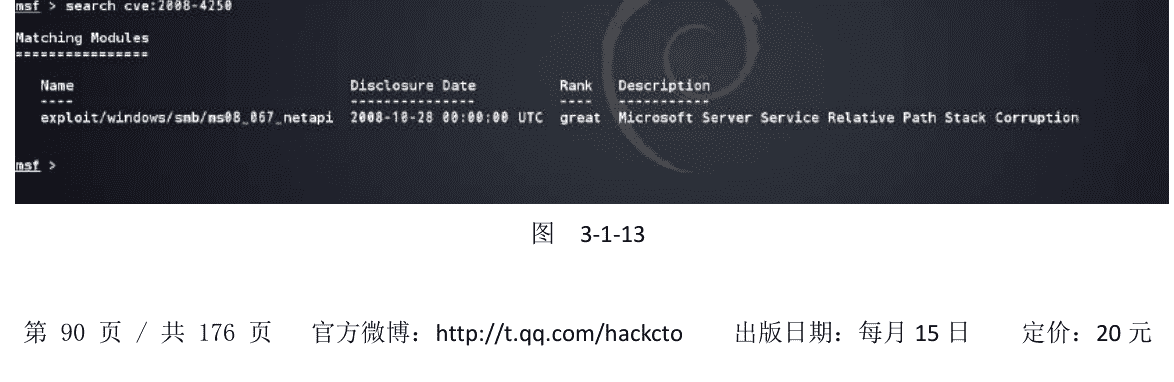 msf > search cve:2008-4250
Matching Modules
================
Name Disclosure Date Rank Description
---- --------------- ---- -----------
exploit/windows/smb/ms08_067_netapi 2008-10-28 00:00:00 UTC great Microsoft Server Service Relative Path Stack Corruption
msf >
图 3-1-13
第 90 页 / 共 176 页 官方微博：http://t.qq.com/hackcto 出版日期：每月 15 日 定价：20 元